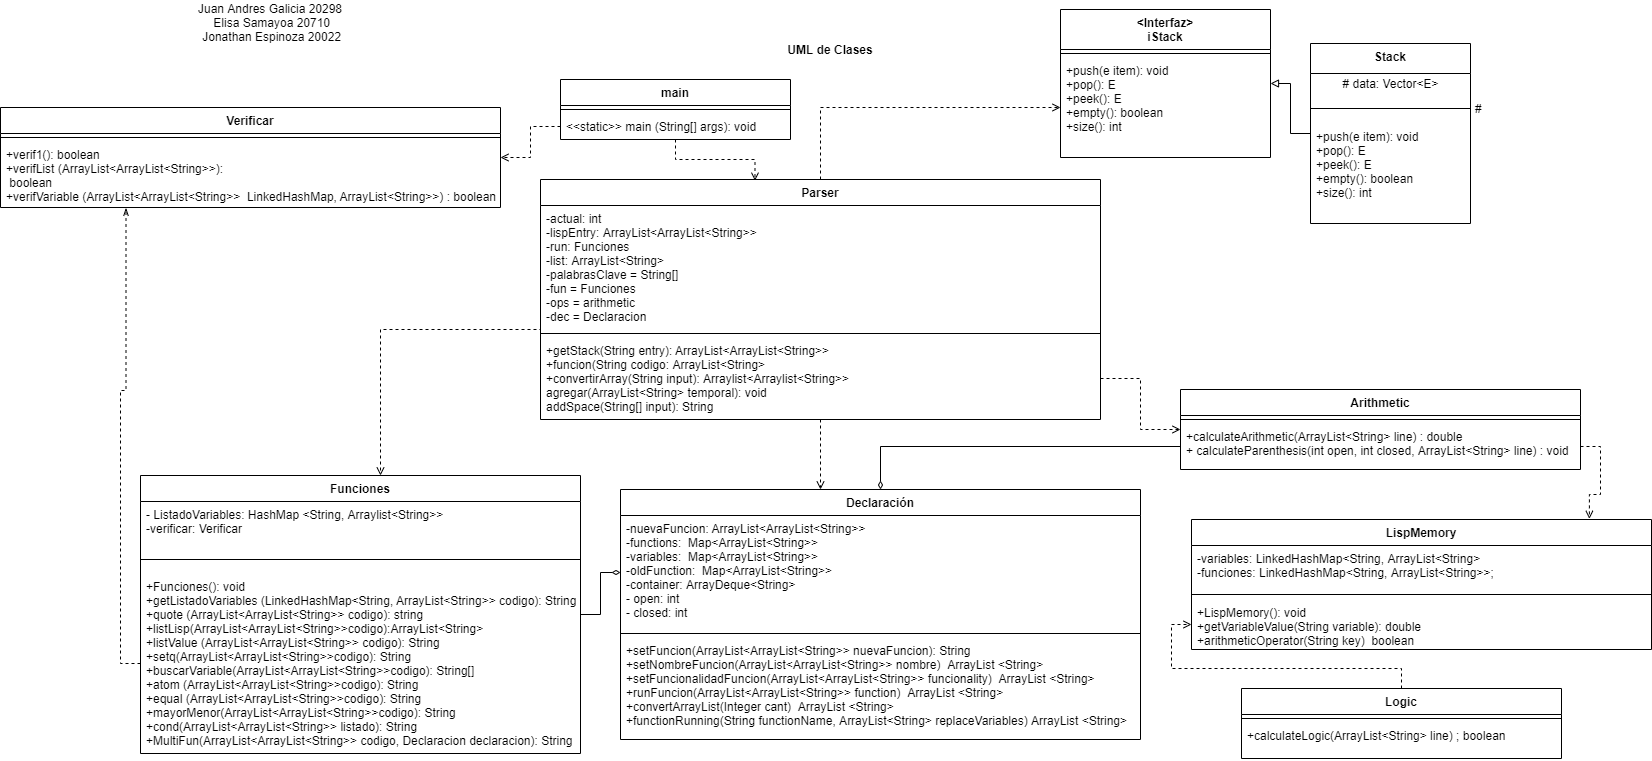 Juan Andres Galicia 20298
Elisa Samayoa 20710
Jonathan Espinoza 20022
UML de Clases
<Interfaz>
iStack
+push(e item): void
+pop(): E
+peek(): E
+empty(): boolean
+size(): int
Stack
# data: Vector<E>
#
+push(e item): void
+pop(): E
+peek(): E
+empty(): boolean
+size(): int
main
<<static>> main (String[] args): void
Verificar
+verif1(): boolean
+verifList (ArrayList<ArrayList<String>>):
boolean
+verifVariable (ArrayList<ArrayList<String>>  LinkedHashMap, ArrayList<String>>) : boolean
Parser
-actual: int
-lispEntry: ArrayList<ArrayList<String>>
-run: Funciones
-list: ArrayList<String>
-palabrasClave = String[]
-fun = Funciones
-ops = arithmetic
-dec = Declaracion
+getStack(String entry): ArrayList<ArrayList<String>>
+funcion(String codigo: ArrayList<String>
+convertirArray(String input): Arraylist<Arraylist<String>>
agregar(ArrayList<String> temporal): void
addSpace(String[] input): String
Arithmetic
+calculateArithmetic(ArrayList<String> line) : double
+ calculateParenthesis(int open, int closed, ArrayList<String> line) : void
Funciones
- ListadoVariables: HashMap <String, Arraylist<String>>
-verificar: Verificar
+Funciones(): void
+getListadoVariables (LinkedHashMap<String, ArrayList<String>> codigo): String
+quote (ArrayList<ArrayList<String>> codigo): string
+listLisp(ArrayList<ArrayList<String>>codigo):ArrayList<String>
+listValue (ArrayList<ArrayList<String>> codigo): String
+setq(ArrayList<ArrayList<String>>codigo): String
+buscarVariable(ArrayList<ArrayList<String>>codigo): String[]
+atom (ArrayList<ArrayList<String>>codigo): String
+equal (ArrayList<ArrayList<String>>codigo): String
+mayorMenor(ArrayList<ArrayList<String>>codigo): String
+cond(ArrayList<ArrayList<String>> listado): String
+MultiFun(ArrayList<ArrayList<String>> codigo, Declaracion declaracion): String
Declaración
-nuevaFuncion: ArrayList<ArrayList<String>>
-functions:  Map<ArrayList<String>>
-variables:  Map<ArrayList<String>>
-oldFunction:  Map<ArrayList<String>>
-container: ArrayDeque<String>
- open: int
- closed: int
+setFuncion(ArrayList<ArrayList<String>> nuevaFuncion): String
+setNombreFuncion(ArrayList<ArrayList<String>> nombre)  ArrayList <String>
+setFuncionalidadFuncion(ArrayList<ArrayList<String>> funcionality)  ArrayList <String>
+runFuncion(ArrayList<ArrayList<String>> function)  ArrayList <String>
+convertArrayList(Integer cant)  ArrayList <String>
+functionRunning(String functionName, ArrayList<String> replaceVariables) ArrayList <String>
LispMemory
-variables: LinkedHashMap<String, ArrayList<String>
-funciones: LinkedHashMap<String, ArrayList<String>>;
+LispMemory(): void
+getVariableValue(String variable): double
+arithmeticOperator(String key)  boolean
Logic
+calculateLogic(ArrayList<String> line) ; boolean